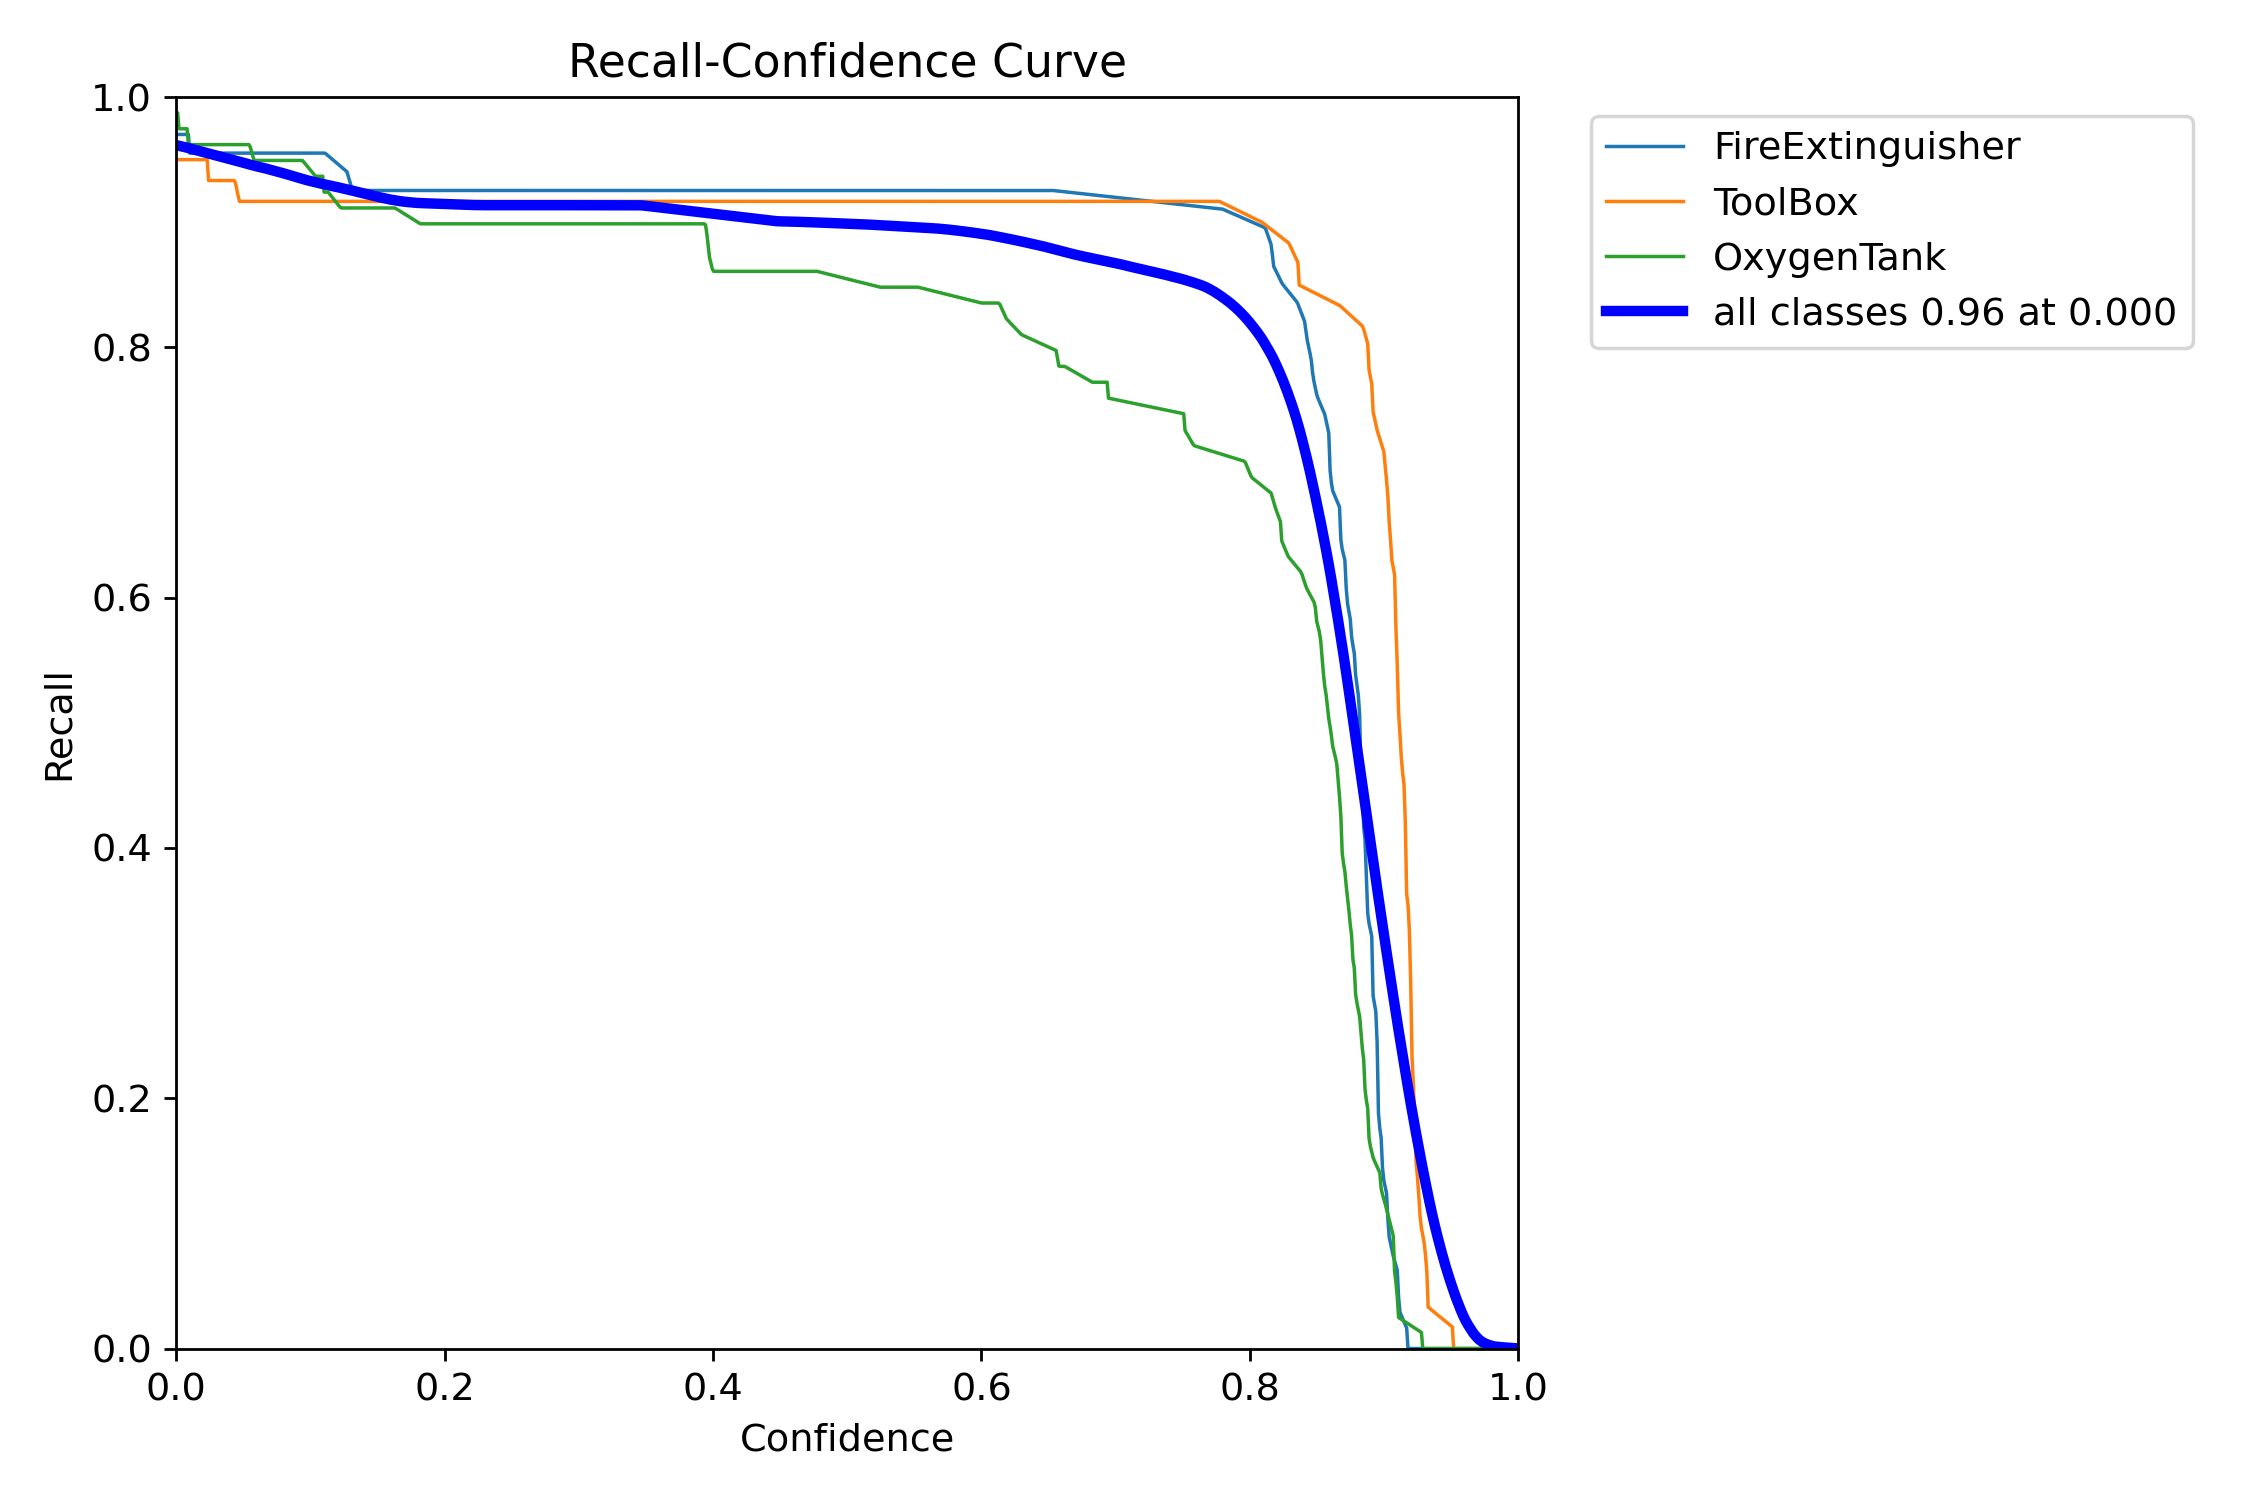 Recall-Confidence Curve
1.0
0.8
0.6
0.4
0.2
0.0
Recall
0.0 0.2 0.4 0.6 0.8 1.0
Confidence
FireExtinguisher
ToolBox
OxygenTank
all classes 0.96 at 0.000